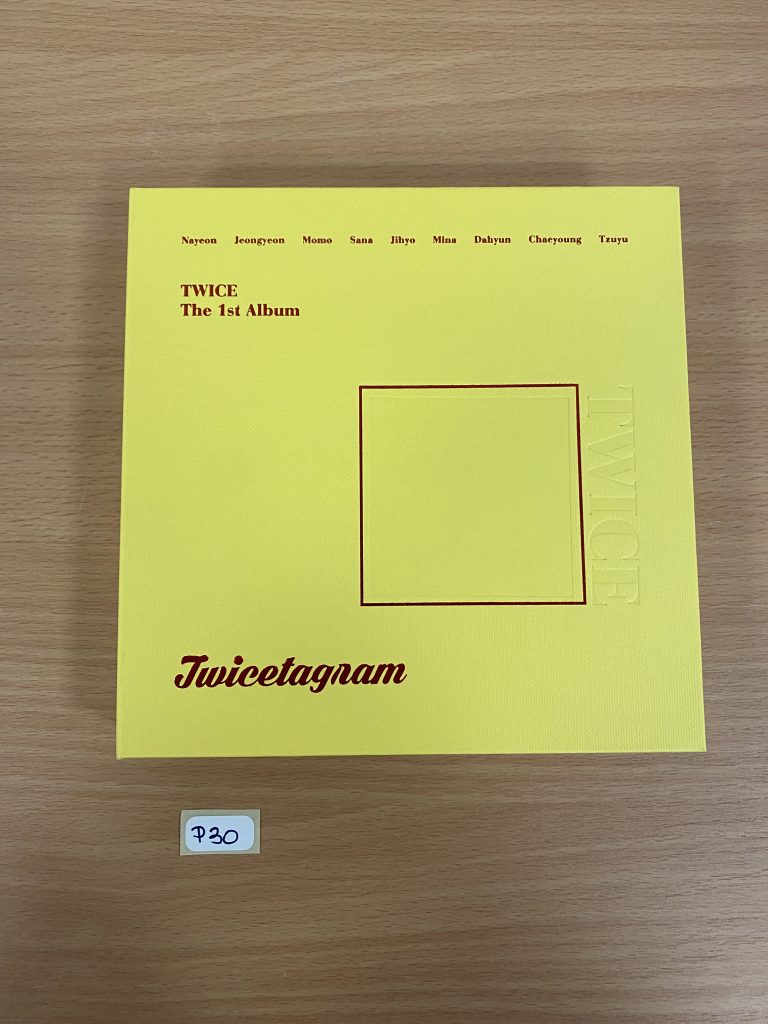 Nayeon Jeongyeon Momo Sana Jihyo Mina Dahyun Chaeyoung Tzuyu
TWICE
The 1st Album
TWICE
Twicetagram
P30